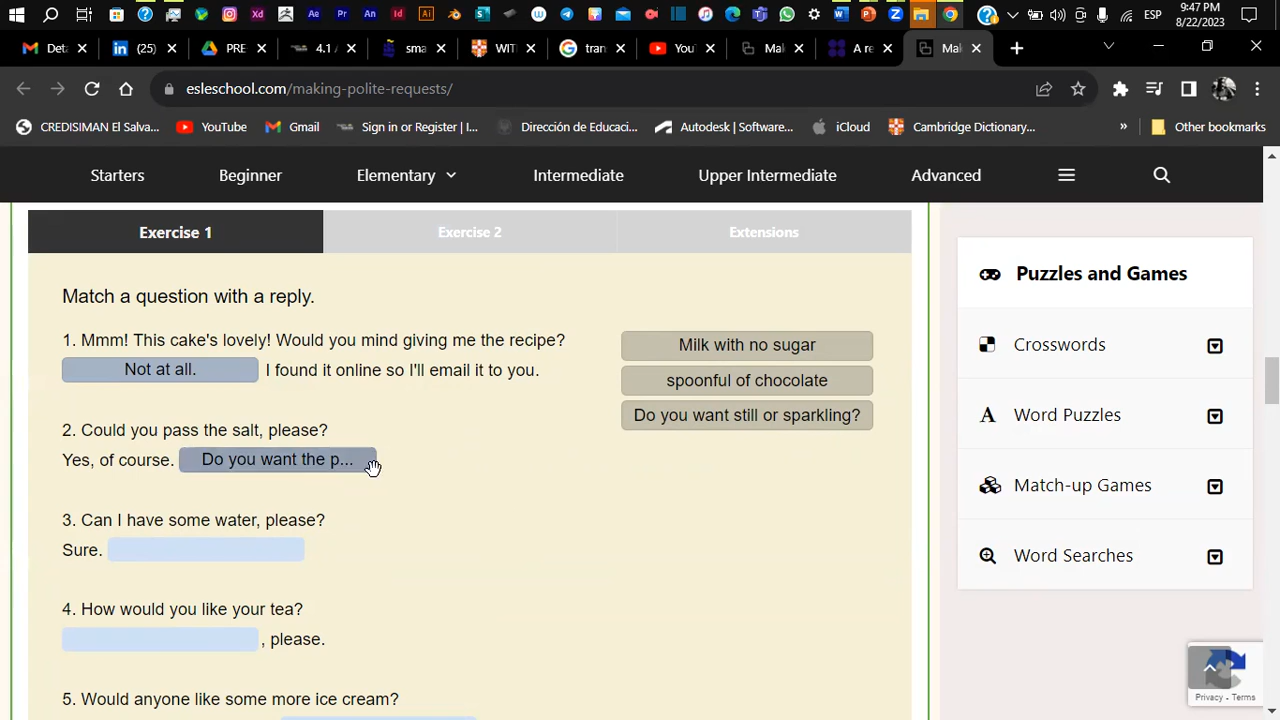 ESP
9:47 PM
8/22/2023
Deta
(25)
PRE
4.1 /
sma
WIT
tran
You
Mak
A re
Mak
esleschool.com/making-polite-requests/
CREDISIMAN El Salva...
YouTube
Gmail
Sign in or Register | I...
Dirección de Educaci...
Autodesk | Software...
iCloud
Cambridge Dictionary...
»
Other bookmarks
Starters
Beginner
Elementary
Intermediate
Upper Intermediate
Advanced
Exercise 1
Exercise 2
Extensions
Match a question with a reply.
1. Mmm! This cake's lovely! Would you mind giving me the recipe?
Not at all. I found it online so I'll email it to you.
2. Could you pass the salt, please?
Yes, of course. Do you want the p...
3. Can I have some water, please?
Sure.
4. How would you like your tea?
, please.
5. Would anyone like some more ice cream?
Milk with no sugar
spoonful of chocolate
Do you want still or sparkling?
Puzzles and Games
Crosswords
Word Puzzles
Match-up Games
Word Searches
Privacy - Terms